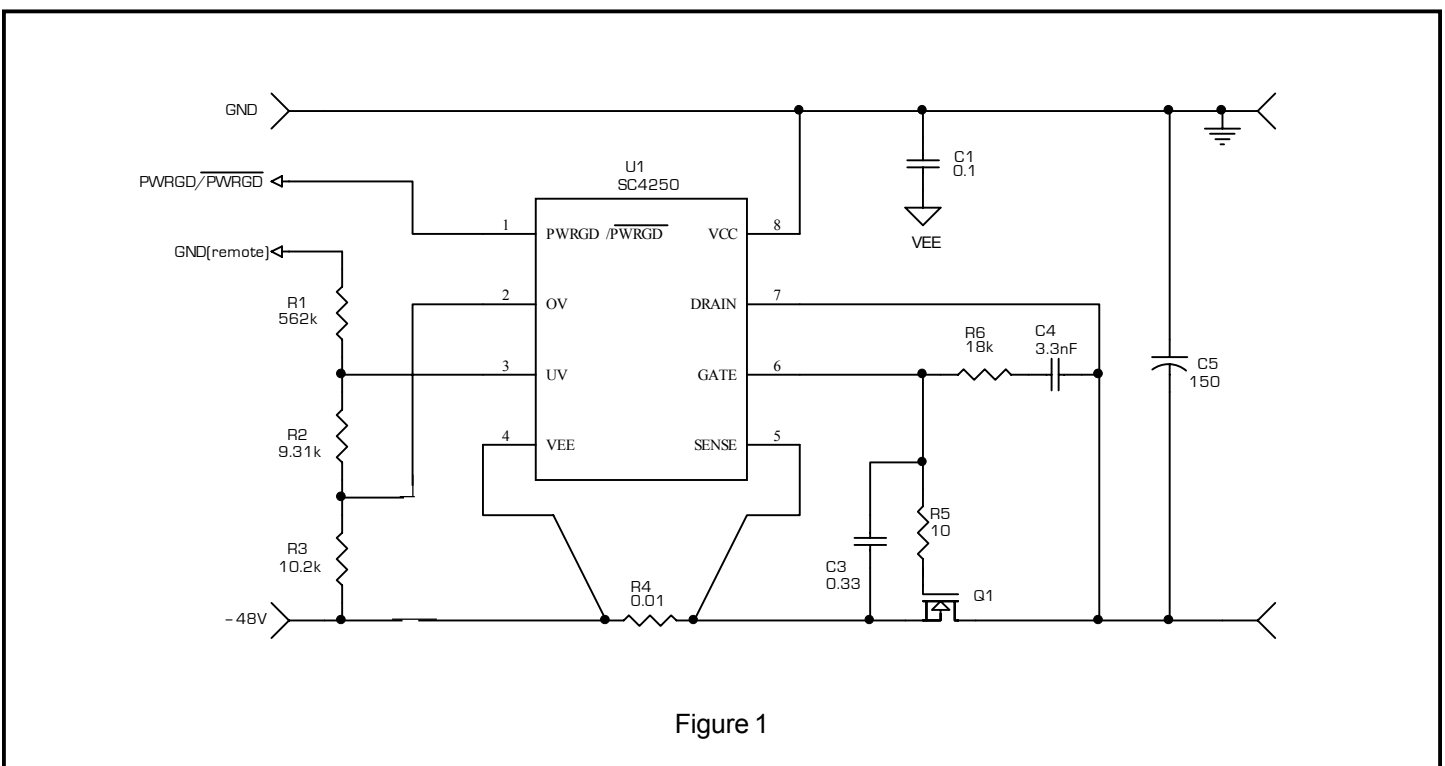 GND
PWRGD/PWRGD
GND(remote)
R1
562k
R2
9.31k
R3
10.2k
-48V
U1
SC4250
1
PWRGD /PWRGD
VCC
8
2
OV
DRAIN
7
3
UV
GATE
6
4
VEE
SENSE
5
C1
0.1
VEE
R6
18k
C4
3.3nF
C5
150
R5
10
C3
0.33
R4
0.01
Q1
Figure 1